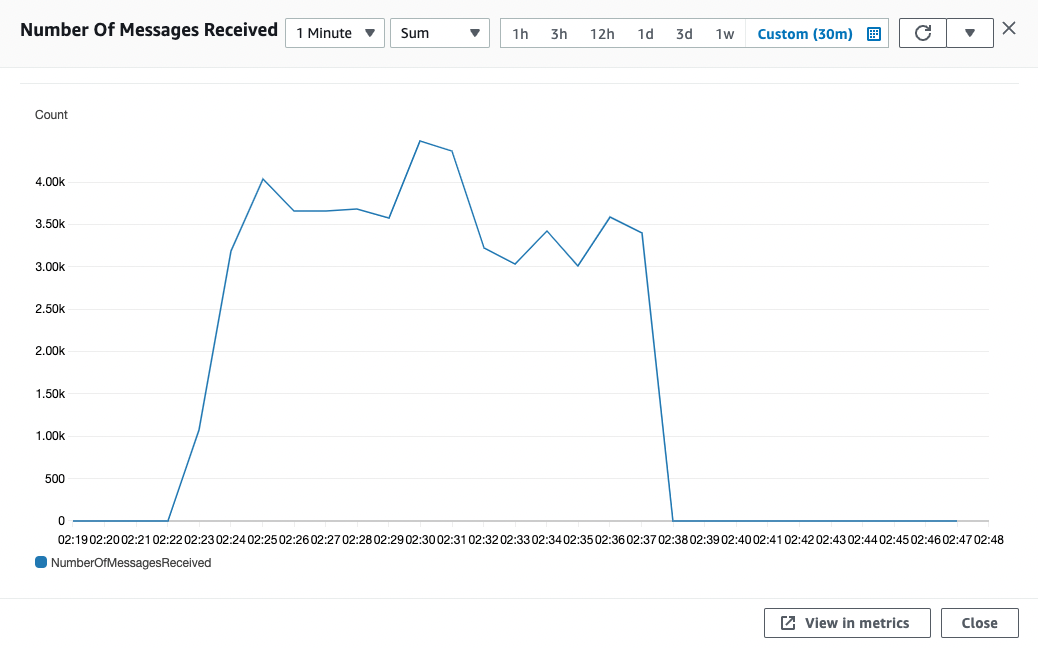 Number Of Messages Received 1 Minute Sum 1h 3h 12h 1d 3d 1w Custom (30m)
Count
4.00k
3.50k
3.00k
2.50k
2.00k
1.50k
1.00k
500
0
02:19 02:20 02:21 02:22 02:23 02:24 02:25 02:26 02:27 02:28 02:29 02:30 02:31 02:32 02:33 02:34 02:35 02:36 02:37 02:38 02:39 02:40 02:41 02:42 02:43 02:44 02:45 02:46 02:47 02:48
NumberOfMessagesReceived
View in metrics Close